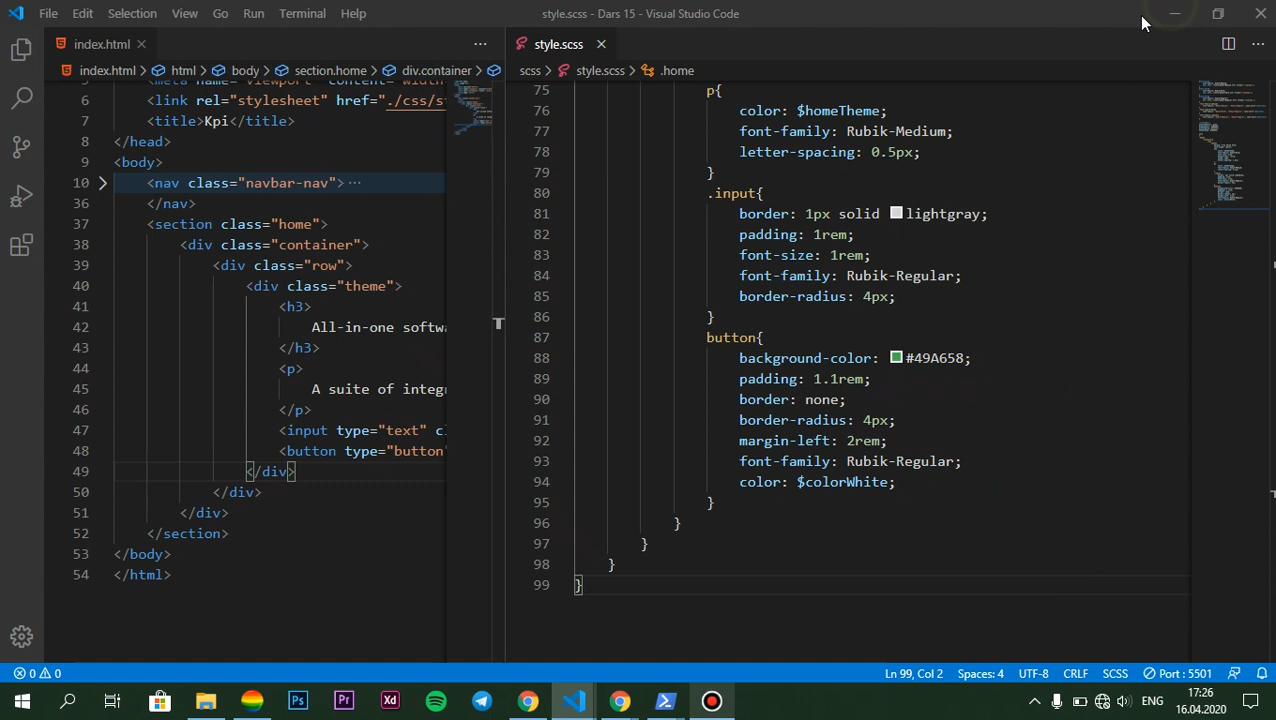 File Edit Selection View Go Run Terminal Help style.scss - Dars 15 - Visual Studio Code
index.html
index.html html body section.home div.container
6 <link rel="stylesheet" href="./css/s
7 <title>Kpi</title>
8 </head>
9 <body>
10 <nav class="navbar-nav"> ...
36 </nav>
37 <section class="home">
38 <div class="container">
39 <div class="row">
40 <div class="theme">
41 <h3>
42 All-in-one softw
43 </h3>
44 <p>
45 A suite of integr
46 </p>
47 <input type="text" c
48 <button type="button"
49 </div>
50 </div>
51 </div>
52 </section>
53 </body>
54 </html>
style.scss
scss style.scss .home
75 p{
76 color: $homeTheme;
77 font-family: Rubik-Medium;
78 letter-spacing: 0.5px;
79 }
80 .input{
81 border: 1px solid lightgray;
82 padding: 1rem;
83 font-size: 1rem;
84 font-family: Rubik-Regular;
85 border-radius: 4px;
86 }
87 button{
88 background-color: #49A658;
89 padding: 1.1rem;
90 border: none;
91 border-radius: 4px;
92 margin-left: 2rem;
93 font-family: Rubik-Regular;
94 color: $colorWhite;
95 }
96 }
97 }
98 }
99 }
0 0 Ln 99, Col 2 Spaces: 4 UTF-8 CRLF SCSS Port : 5501
Ps Pr Xd ENG 17:26
16.04.2020